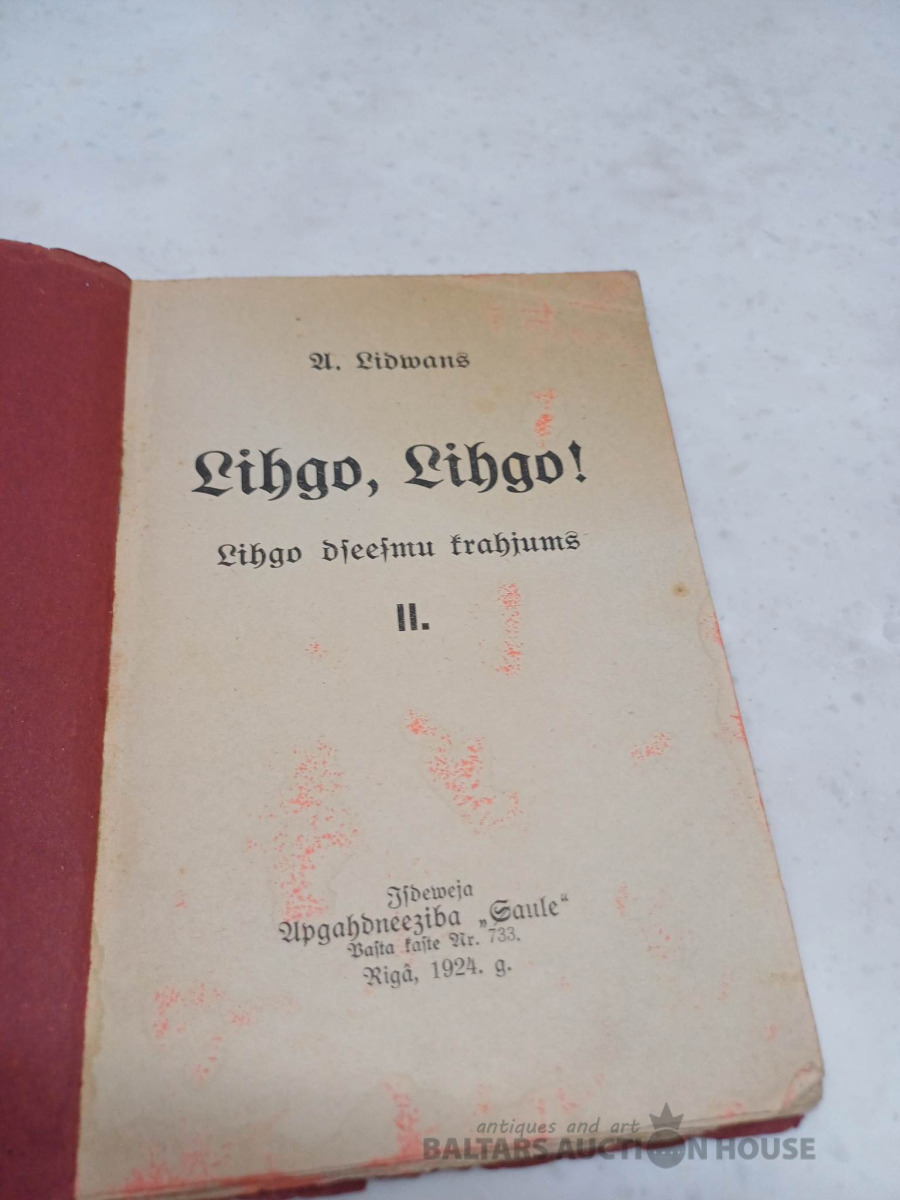 A. Lidwans
Lihgo, Lihgo!
Lihgo dſeeſmu krahjums
II.
Iſdeweja
Apgahdneeziba „Saule“
Paſta kaſte Nr. 733.
Rigâ, 1924. g.
antiques and art
BALTARS AUCTION HOUSE